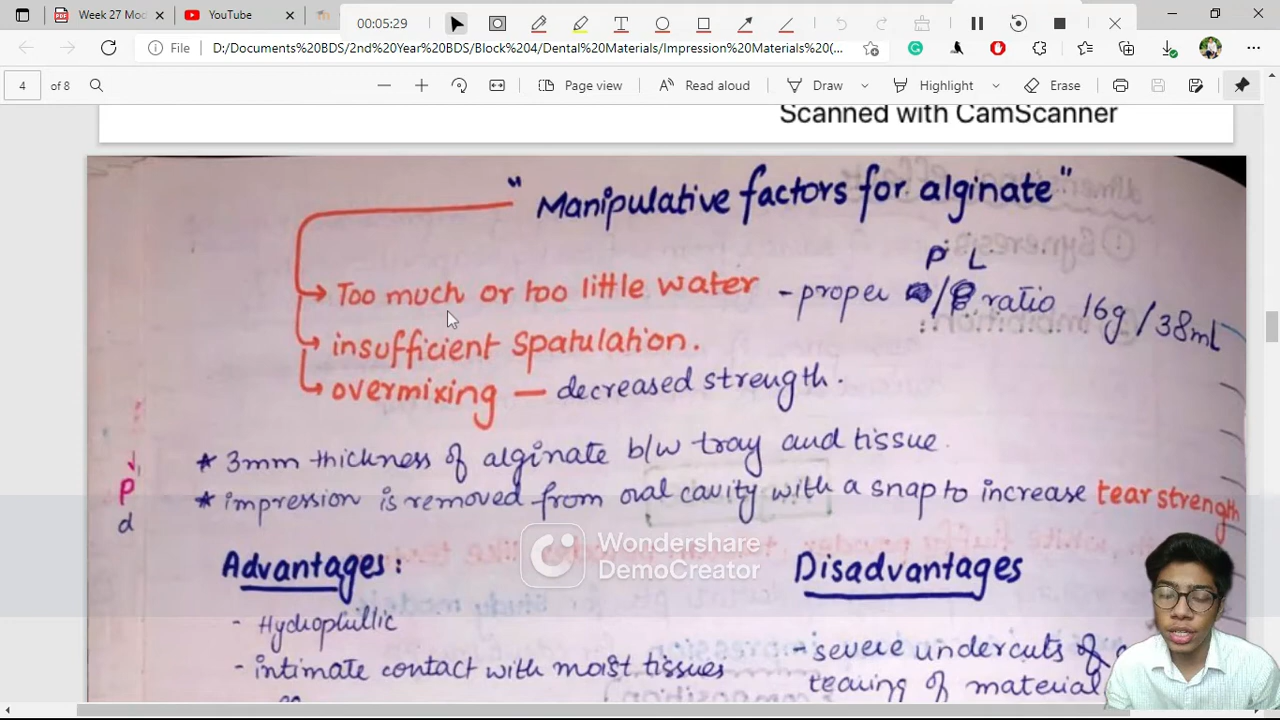 Week 27 Moc
YouTube
00:05:29
File
D:/Documents%20BDS/2nd%20Year%20BDS/Block%204/Dental%20Materials/Impression%20Materials%20(...
4 of 8
Page view
Read aloud
Draw
Highlight
Erase
Scanned with CamScanner
"Manipulative factors for alginate"
P L
Too much or too little water - proper / ratio 16g/38ml
insufficient Spatulation.
overmixing — decreased strength.
* 3mm thickness of alginate b/w tray and tissue.
* impression is removed from oral cavity with a snap to increase tear strength
P
d
Wondershare
DemoCreator
Advantages:
Disadvantages
- Hydrophillic
- intimate contact with moist tissues
- severe undercuts of
tearing of material